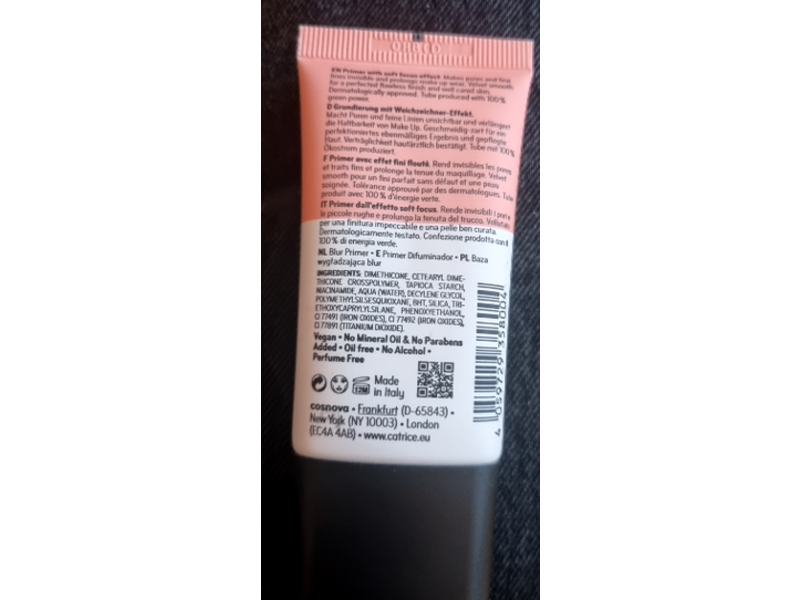 EN Primer with soft focus effect. Makes pores and fine
lines invisible and prolongs make up wear. Velvet smooth
for a perfected flawless finish and well cared skin.
Dermatologically approved. Tube produced with 100%
green power.
D Grundierung mit Weichzeichner-Effekt.
Macht Poren und feine Linien unsichtbar und verlängert
die Haltbarkeit von Make Up. Geschmeidig-zart für ein
perfektioniertes ebenmäßiges Ergebnis und gepflegte
Haut. Verträglichkeit hautärztlich bestätigt. Tube mit 100%
Ökostrom produziert.
F Primer avec effet fini flouté. Rend invisibles les pores
et traits fins et prolonge la tenue du maquillage. Velvet
smooth pour un fini parfait sans défaut et une peau
soignée. Tolérance approuvé par des dermatologues. Tube
produit avec 100 % d'énergie verte.
IT Primer dall'effetto soft focus. Rende invisibili i pori e
le piccole rughe e prolunga la tenuta del trucco. Vellutato
per una finitura impeccabile e una pelle ben curata.
Dermatologicamente testato. Confezione prodotta con il
100% di energia verde.
NL Blur Primer • E Primer Difuminador • PL Baza
wygładzająca blur
INGREDIENTS: DIMETHICONE, CETEARYL DIME-
THICONE CROSSPOLYMER, TAPIOCA STARCH,
NIACINAMIDE, AQUA (WATER), DECYLENE GLYCOL,
POLYMETHYLSILSESQUIOXANE, BHT, SILICA, TRI-
ETHOXYCAPRYLYLSILANE, PHENOXYETHANOL,
CI 77491 (IRON OXIDES), CI 77492 (IRON OXIDES),
CI 77891 (TITANIUM DIOXIDE).
Vegan • No Mineral Oil & No Parabens
Added • Oil free • No Alcohol •
Perfume Free
12M
Made
in Italy
cosnova • Frankfurt (D-65843) •
New York (NY 10003) • London
(EC4A 4AB) • www.catrice.eu
4 059729 358004